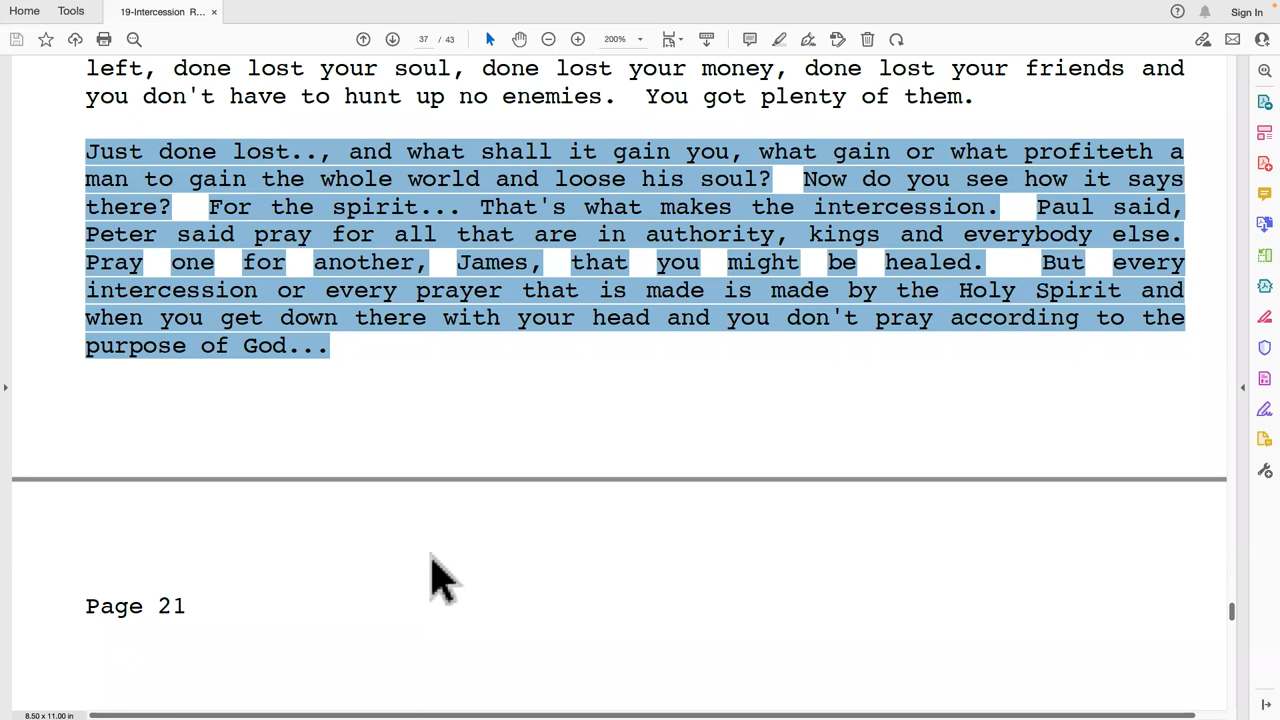 Home Tools 19-Intercession R... × Sign In
37 / 43 200%
left, done lost your soul, done lost your money, done lost your friends and
you don't have to hunt up no enemies. You got plenty of them.
Just done lost.., and what shall it gain you, what gain or what profiteth a
man to gain the whole world and loose his soul? Now do you see how it says
there? For the spirit... That's what makes the intercession. Paul said,
Peter said pray for all that are in authority, kings and everybody else.
Pray one for another, James, that you might be healed. But every
intercession or every prayer that is made is made by the Holy Spirit and
when you get down there with your head and you don't pray according to the
purpose of God...
Page 21
8.50 x 11.00 in